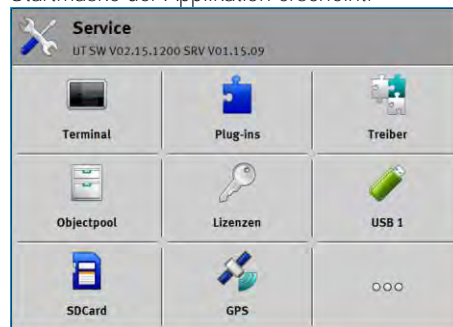 Startmaske der Applikation erscheint:
Service
UT SW V02.15.1200 SRV V01.15.09
Terminal
Plug-ins
Treiber
Objectpool
Lizenzen
USB 1
SDCard
GPS